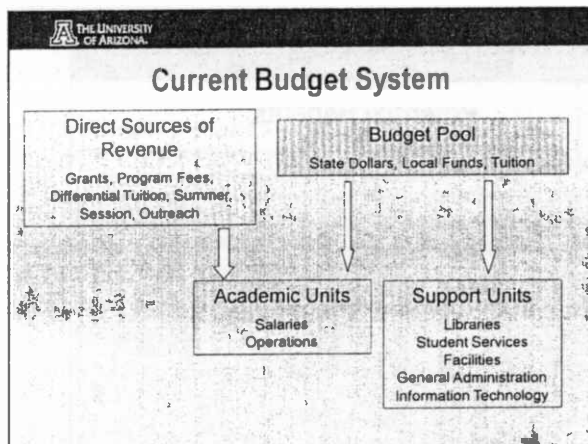 THE UNIVERSITY
OF ARIZONA.
Current Budget System
Direct Sources of
Revenue
Grants, Program Fees,
Differential Tuition, Summer
Session, Outreach
Budget Pool
State Dollars, Local Funds, Tuition
Academic Units
Salaries
Operations
Support Units
Libraries
Student Services
Facilities
General Administration
Information Technology